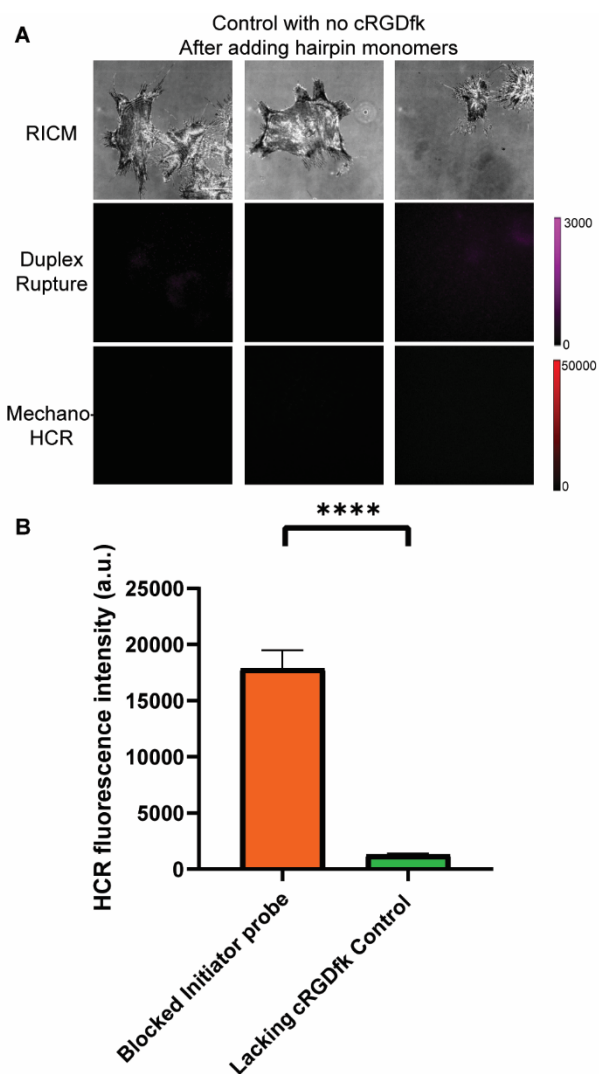 A
Control with no cRGDfk
After adding hairpin monomers
RICM
Duplex
Rupture
3000
0
Mechano-
HCR
50000
0
B
****
HCR fluorescence intensity (a.u.)
25000
20000
15000
10000
5000
0
Blocked Initiator probe
Lacking cRGDfk Control